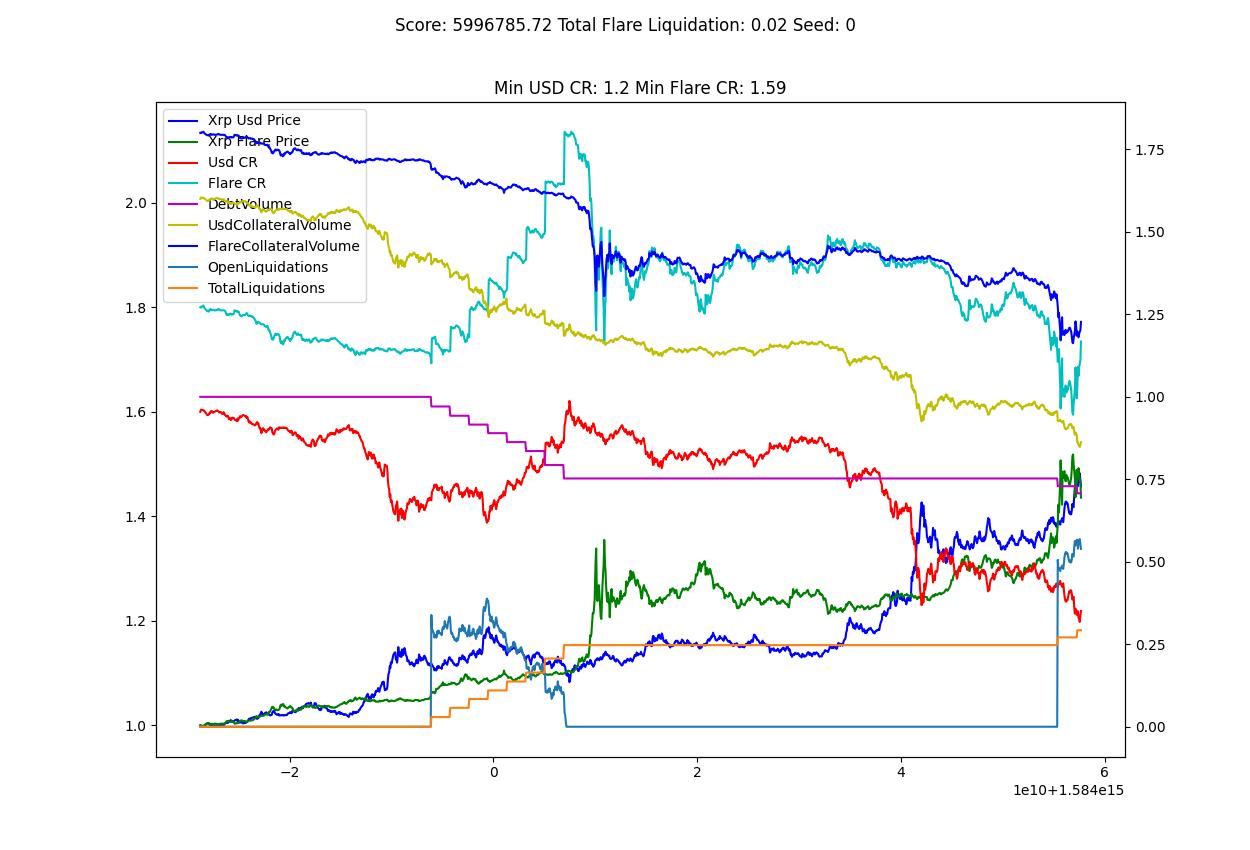 Score: 5996785.72 Total Flare Liquidation: 0.02 Seed: 0
Min USD CR: 1.2 Min Flare CR: 1.59
Xrp Usd Price
Xrp Flare Price
Usd CR
Flare CR
DebtVolume
UsdCollateralVolume
FlareCollateralVolume
OpenLiquidations
TotalLiquidations
2.0
1.8
1.6
1.4
1.2
1.0
1.75
1.50
1.25
1.00
0.75
0.50
0.25
0.00
−2
0
2
4
6
1e10+1.584e15